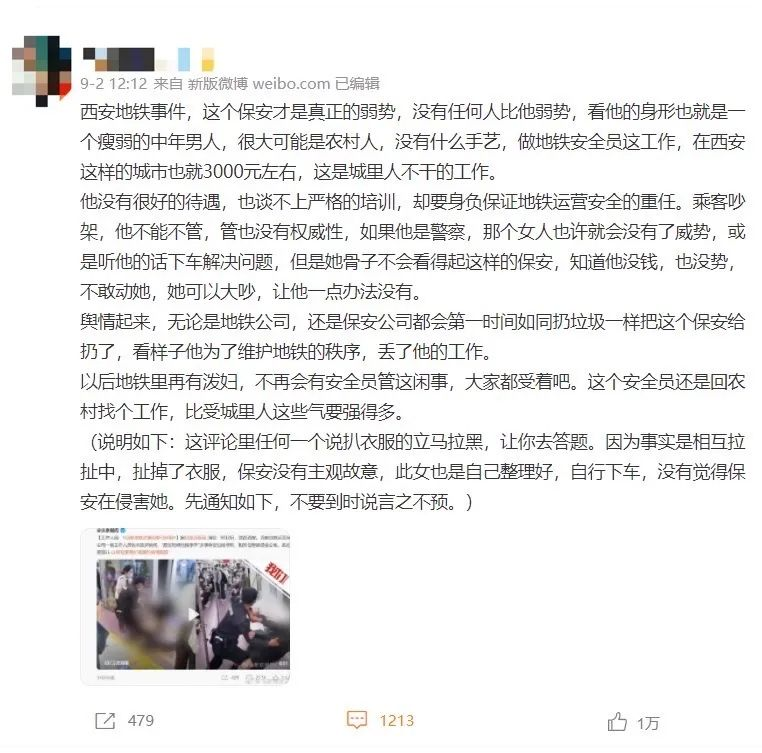 9-2 12:12 来自 新版微博 weibo.com 已编辑
西安地铁事件，这个保安才是真正的弱势，没有任何人比他弱势，看他的身形也就是一
个瘦弱的中年男人，很大可能是农村人，没有什么手艺，做地铁安全员这工作，在西安
这样的城市也就3000元左右，这是城里人不干的工作。
他没有很好的待遇，也谈不上严格的培训，却要身负保证地铁运营安全的重任。乘客吵
架，他不能不管，管也没有权威性，如果他是警察，那个女人也许就会没有了威势，或
是听他的话下车解决问题，但是她骨子不会看得起这样的保安，知道他没钱，也没势，
不敢动她，她可以大吵，让他一点办法没有。
舆情起来，无论是地铁公司，还是保安公司都会第一时间如同扔垃圾一样把这个保安给
扔了，看样子他为了维护地铁的秩序，丢了他的工作。
以后地铁里再有泼妇，不再会有安全员管这闲事，大家都受着吧。这个安全员还是回农
村找个工作，比受城里人这些气要强得多。
（说明如下：这评论里任何一个说扒衣服的立马拉黑，让你去答题。因为事实是相互拉
扯中，扯掉了衣服，保安没有主观故意，此女也是自己整理好，自行下车，没有觉得保
安在侵害她。先通知如下，不要到时说言之不预。）
我们
479
1213
1万